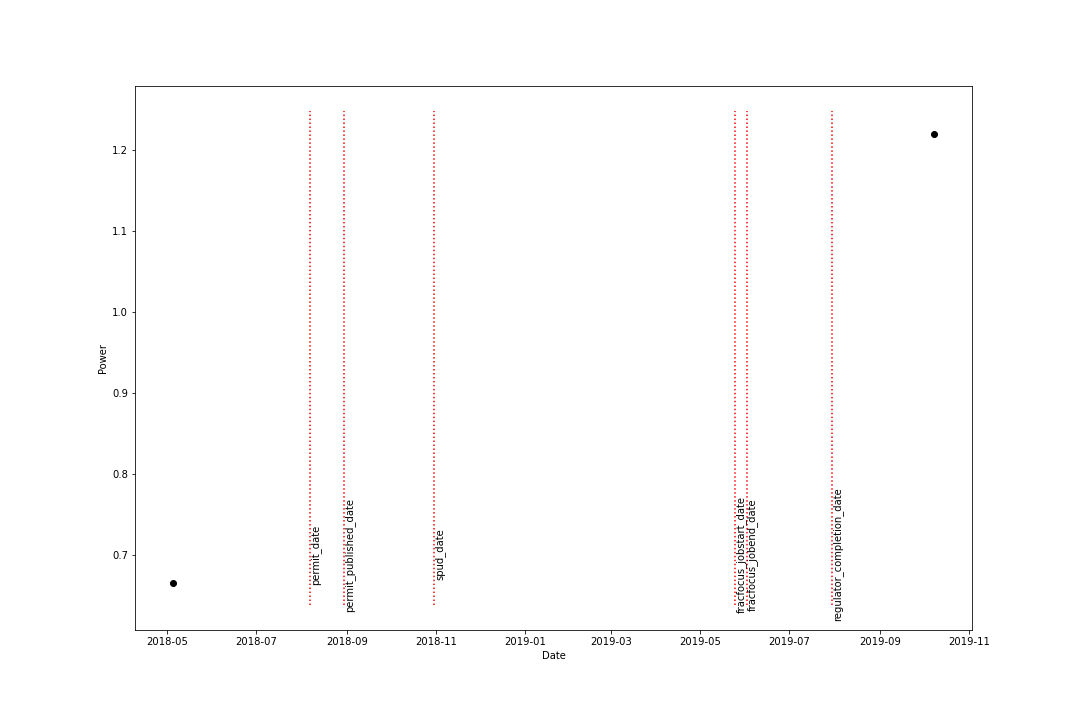 1.2
1.1
1.0
0.9
0.8
0.7
Power
permit_date
permit_published_date
spud_date
fracfocus_jobstart_date
fracfocus_jobend_date
regulator_completion_date
2018-05 2018-07 2018-09 2018-11 2019-01 2019-03 2019-05 2019-07 2019-09 2019-11
Date